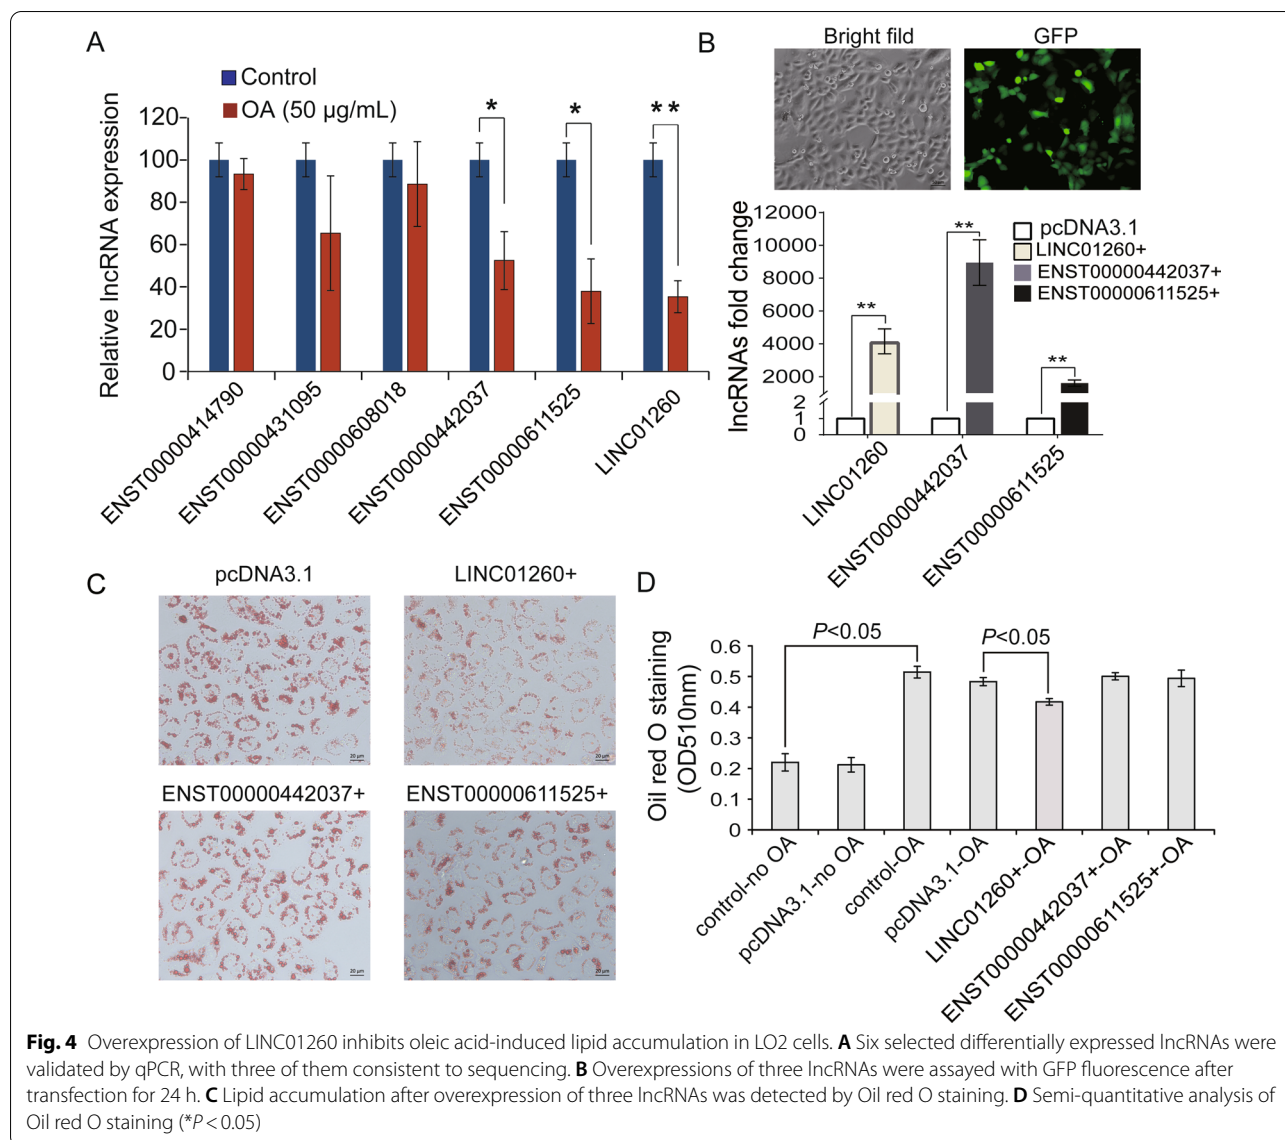 A
Control
OA (50 µg/mL)
Relative lncRNA expression
120
100
80
60
40
20
0
*
*
**
ENST00000414790
ENST00000431095
ENST00000608018
ENST00000442037
ENST00000611525
LINC01260
B
Bright fild
GFP
lncRNAs fold change
12000
10000
8000
6000
4000
2000
2
1
0
**
**
**
pcDNA3.1
LINC01260+
ENST00000442037+
ENST00000611525+
LINC01260
ENST00000442037
ENST00000611525
C
pcDNA3.1
LINC01260+
20 µm
20 µm
ENST00000442037+
ENST00000611525+
20 µm
20 µm
D
Oil red O staining
(OD510nm)
0.6
0.5
0.4
0.3
0.2
0.1
0
P<0.05
P<0.05
control-no OA
pcDNA3.1-no OA
control-OA
pcDNA3.1-OA
LINC01260+-OA
ENST00000442037+-OA
ENST00000611525+-OA
Fig. 4 Overexpression of LINC01260 inhibits oleic acid-induced lipid accumulation in LO2 cells. A Six selected differentially expressed lncRNAs were
validated by qPCR, with three of them consistent to sequencing. B Overexpressions of three lncRNAs were assayed with GFP fluorescence after
transfection for 24 h. C Lipid accumulation after overexpression of three lncRNAs was detected by Oil red O staining. D Semi-quantitative analysis of
Oil red O staining (*P < 0.05)